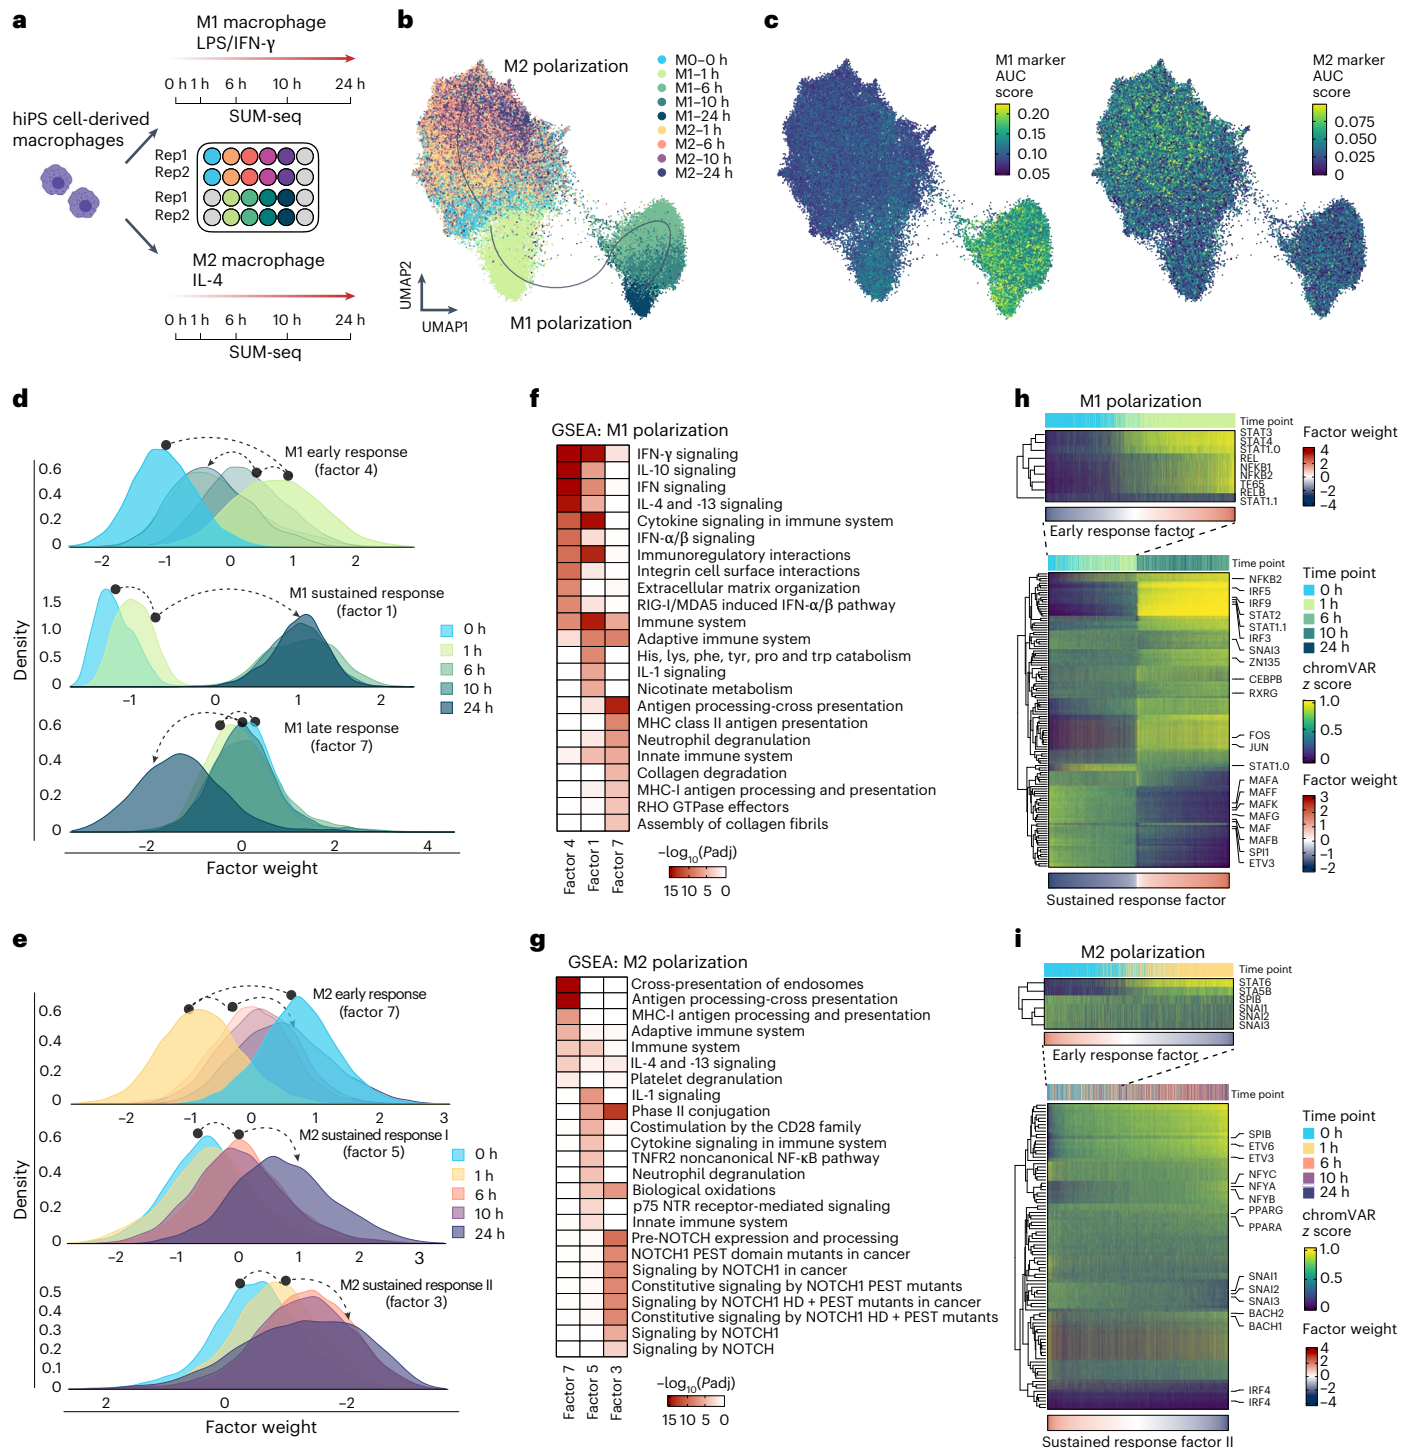 a
M1 macrophage
LPS/IFN-γ
0 h 1 h 6 h 10 h 24 h
SUM-seq
hiPS cell-derived
macrophages
Rep1
Rep2
Rep1
Rep2
M2 macrophage
IL-4
0 h 1 h 6 h 10 h 24 h
SUM-seq
b
M2 polarization
M0–0 h
M1–1 h
M1–6 h
M1–10 h
M1–24 h
M2–1 h
M2–6 h
M2–10 h
M2–24 h
UMAP2
UMAP1
M1 polarization
c
M1 marker
AUC
score
0.20
0.15
0.10
0.05
M2 marker
AUC
score
0.075
0.050
0.025
0
d
M1 early response
(factor 4)
0.6
0.4
0.2
0
−2 −1 0 1 2
M1 sustained response
(factor 1)
1.5
1.0
0.5
0
−1 0 1 2
M1 late response
(factor 7)
0.6
0.4
0.2
0
−2 0 2 4
Density
Factor weight
0 h
1 h
6 h
10 h
24 h
e
M2 early response
(factor 7)
0.6
0.4
0.2
0
−2 −1 0 1 2 3
M2 sustained response I
(factor 5)
0.6
0.4
0.2
0
−2 −1 0 1 2 3
M2 sustained response II
(factor 3)
0.5
0.4
0.3
0.2
0.1
0
2 0 −2
Density
Factor weight
0 h
1 h
6 h
10 h
24 h
f
GSEA: M1 polarization
IFN-γ signaling
IL-10 signaling
IFN signaling
IL-4 and -13 signaling
Cytokine signaling in immune system
IFN-α/β signaling
Immunoregulatory interactions
Integrin cell surface interactions
Extracellular matrix organization
RIG-I/MDA5 induced IFN-α/β pathway
Immune system
Adaptive immune system
His, lys, phe, tyr, pro and trp catabolism
IL-1 signaling
Nicotinate metabolism
Antigen processing-cross presentation
MHC class II antigen presentation
Neutrophil degranulation
Innate immune system
Collagen degradation
MHC-I antigen processing and presentation
RHO GTPase effectors
Assembly of collagen fibrils
Factor 4
Factor 1
Factor 7
−log10(Padj)
15 10 5 0
g
GSEA: M2 polarization
Cross-presentation of endosomes
Antigen processing-cross presentation
MHC-I antigen processing and presentation
Adaptive immune system
Immune system
IL-4 and -13 signaling
Platelet degranulation
IL-1 signaling
Phase II conjugation
Costimulation by the CD28 family
Cytokine signaling in immune system
TNFR2 noncanonical NF-κB pathway
Neutrophil degranulation
Biological oxidations
p75 NTR receptor-mediated signaling
Innate immune system
Pre-NOTCH expression and processing
NOTCH1 PEST domain mutants in cancer
Signaling by NOTCH1 in cancer
Constitutive signaling by NOTCH1 PEST mutants
Signaling by NOTCH1 HD + PEST mutants in cancer
Constitutive signaling by NOTCH1 HD + PEST mutants
Signaling by NOTCH1
Signaling by NOTCH
Factor 7
Factor 5
Factor 3
−log10(Padj)
15 10 5 0
h
M1 polarization
Time point
STAT3
STAT4
STAT1.0
REL
NFKB1
NFKB2
TF65
RELB
STAT1.1
Early response factor
Time point
NFKB2
IRF5
IRF9
STAT2
STAT1.1
IRF3
SNAI3
ZN135
CEBPB
RXRG
FOS
JUN
STAT1.0
MAFA
MAFF
MAFK
MAFG
MAF
MAFB
SPI1
ETV3
Sustained response factor
Factor weight
4
2
0
−2
−4
Time point
0 h
1 h
6 h
10 h
24 h
chromVAR
z score
1.0
0.5
0
Factor weight
3
2
1
0
−1
−2
i
M2 polarization
Time point
STAT6
STA5B
SPIB
SNAI1
SNAI2
SNAI3
Early response factor
Time point
SPIB
ETV6
ETV3
NFYC
NFYA
NFYB
PPARG
PPARA
SNAI1
SNAI2
SNAI3
BACH2
BACH1
IRF4
IRF4
Sustained response factor II
Time point
0 h
1 h
6 h
10 h
24 h
chromVAR
z score
1.0
0.5
0
Factor weight
4
2
0
−2
−4